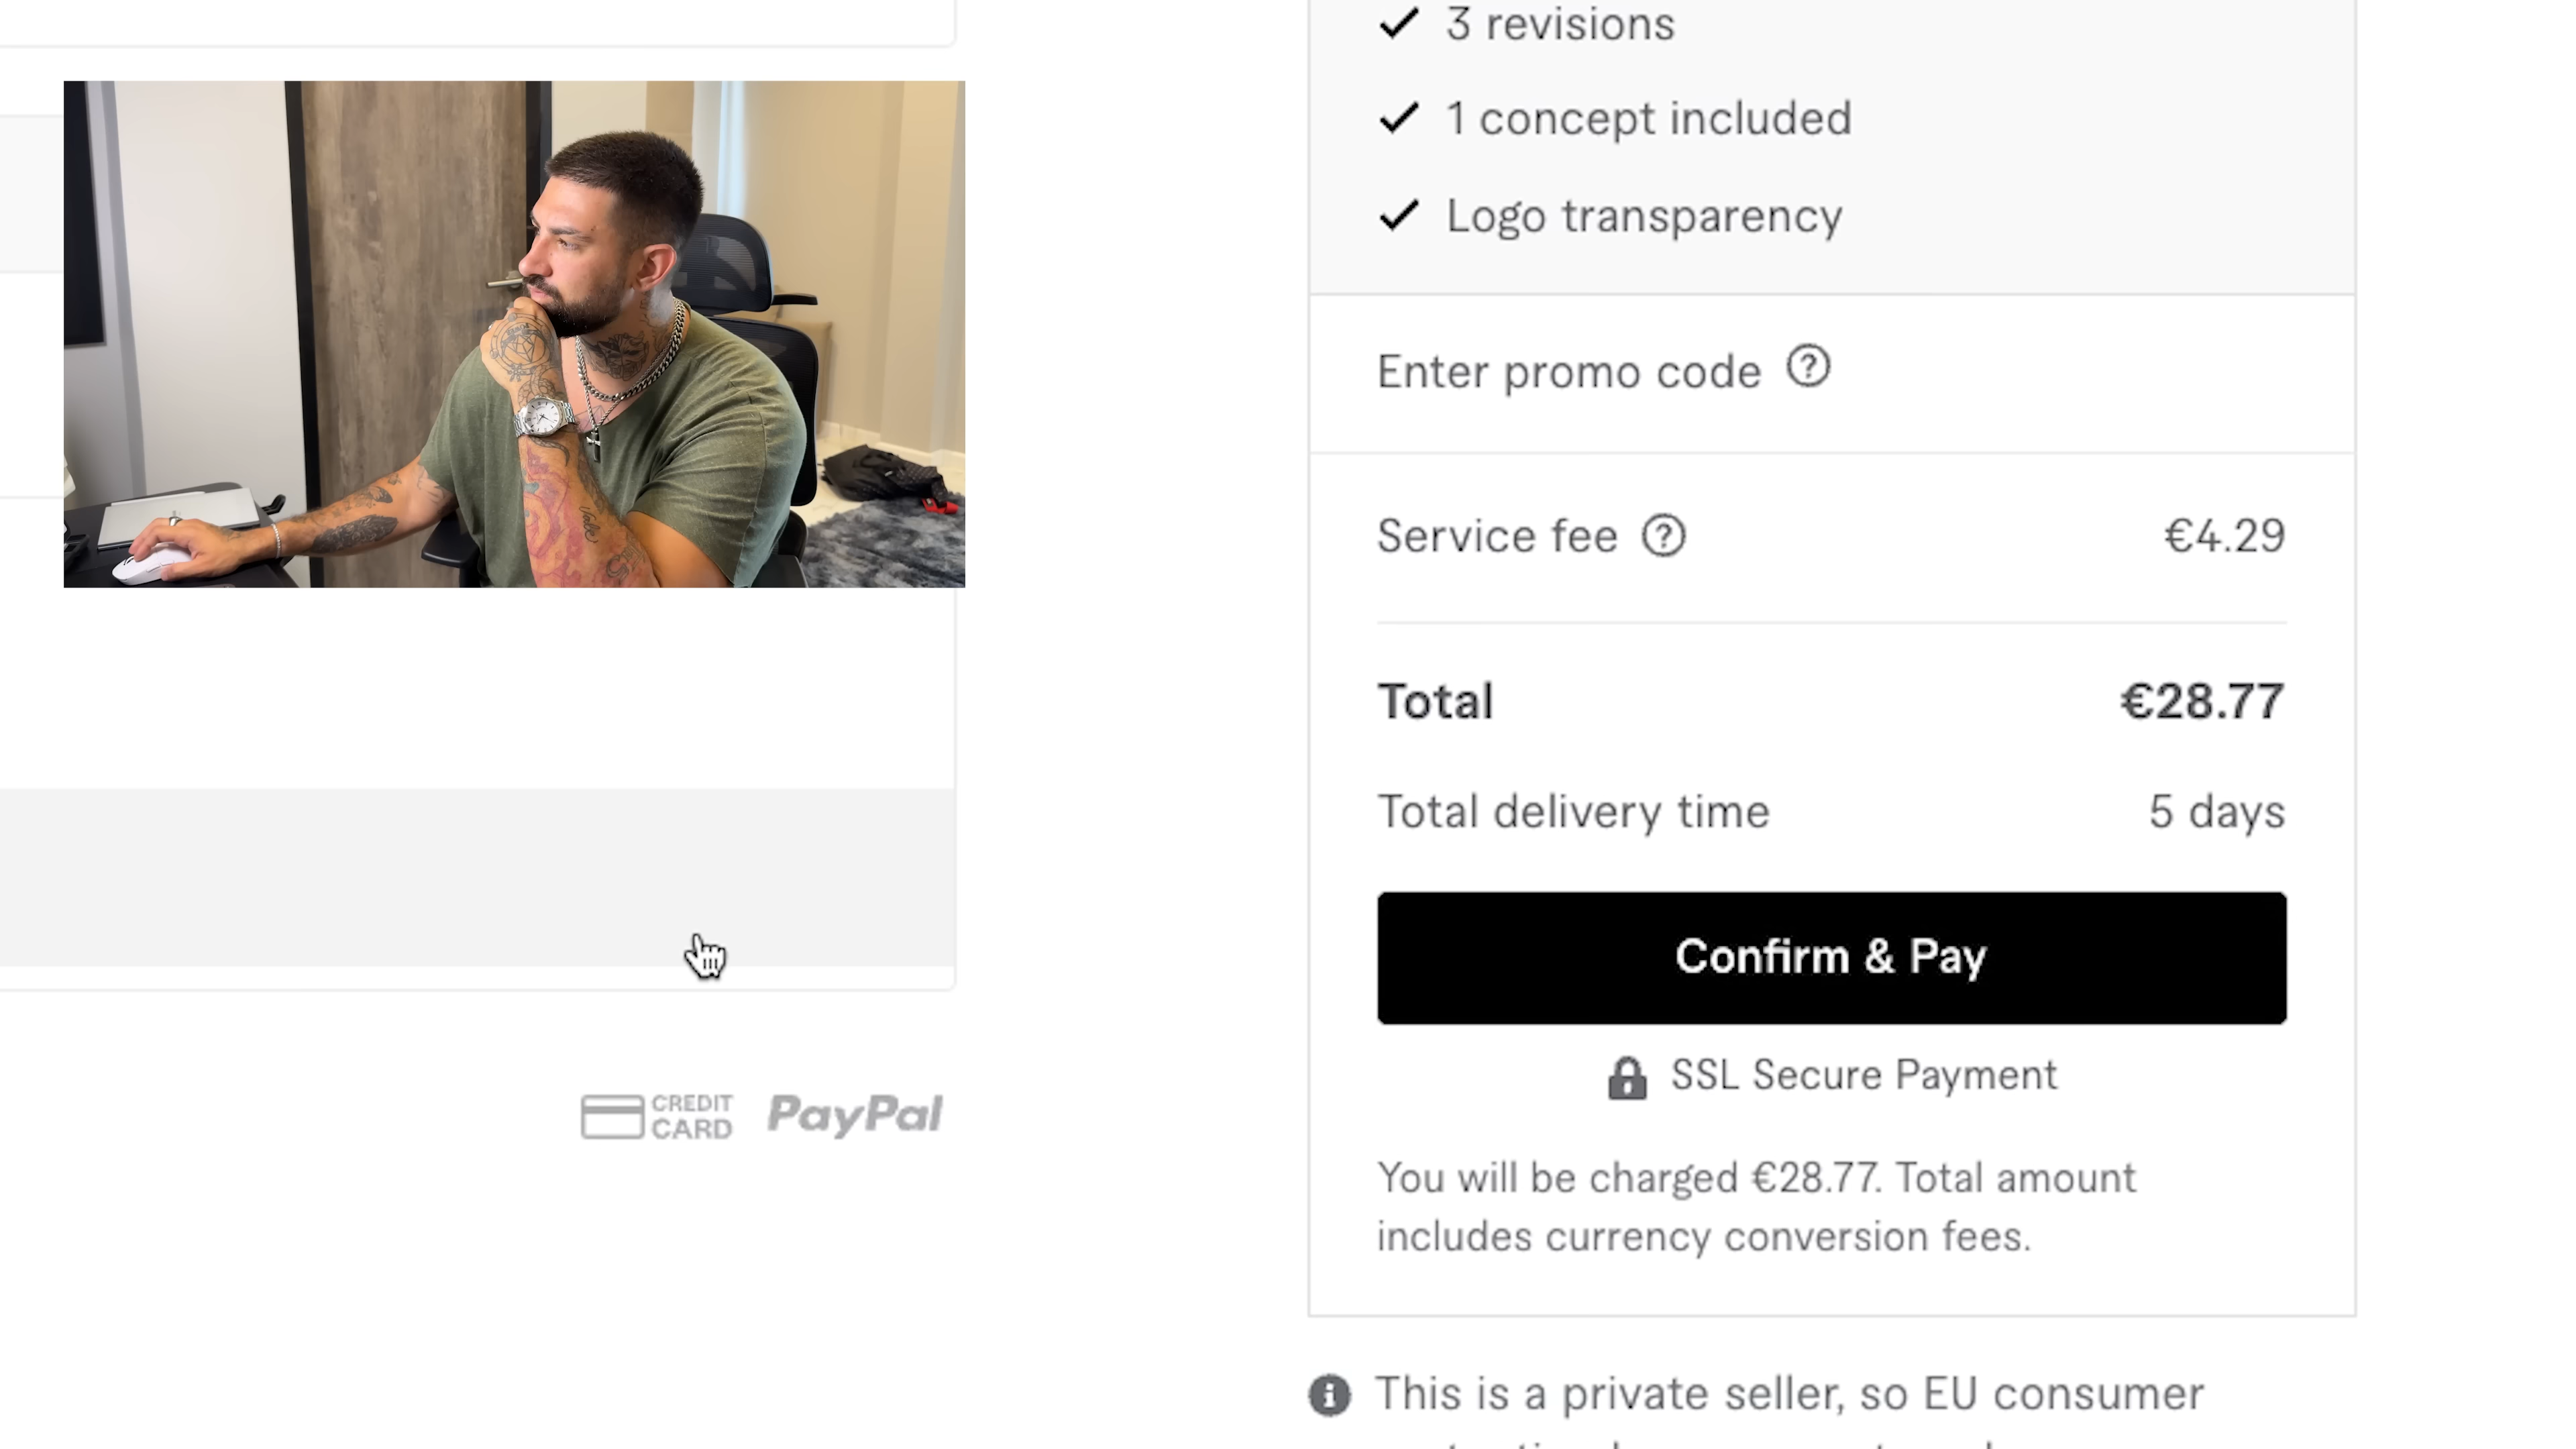 3 revisions
1 concept included
Logo transparency
Enter promo code
Service fee €4.29
Total €28.77
Total delivery time 5 days
Confirm & Pay
SSL Secure Payment
CREDIT
CARD
PayPal
You will be charged €28.77. Total amount
includes currency conversion fees.
This is a private seller, so EU consumer